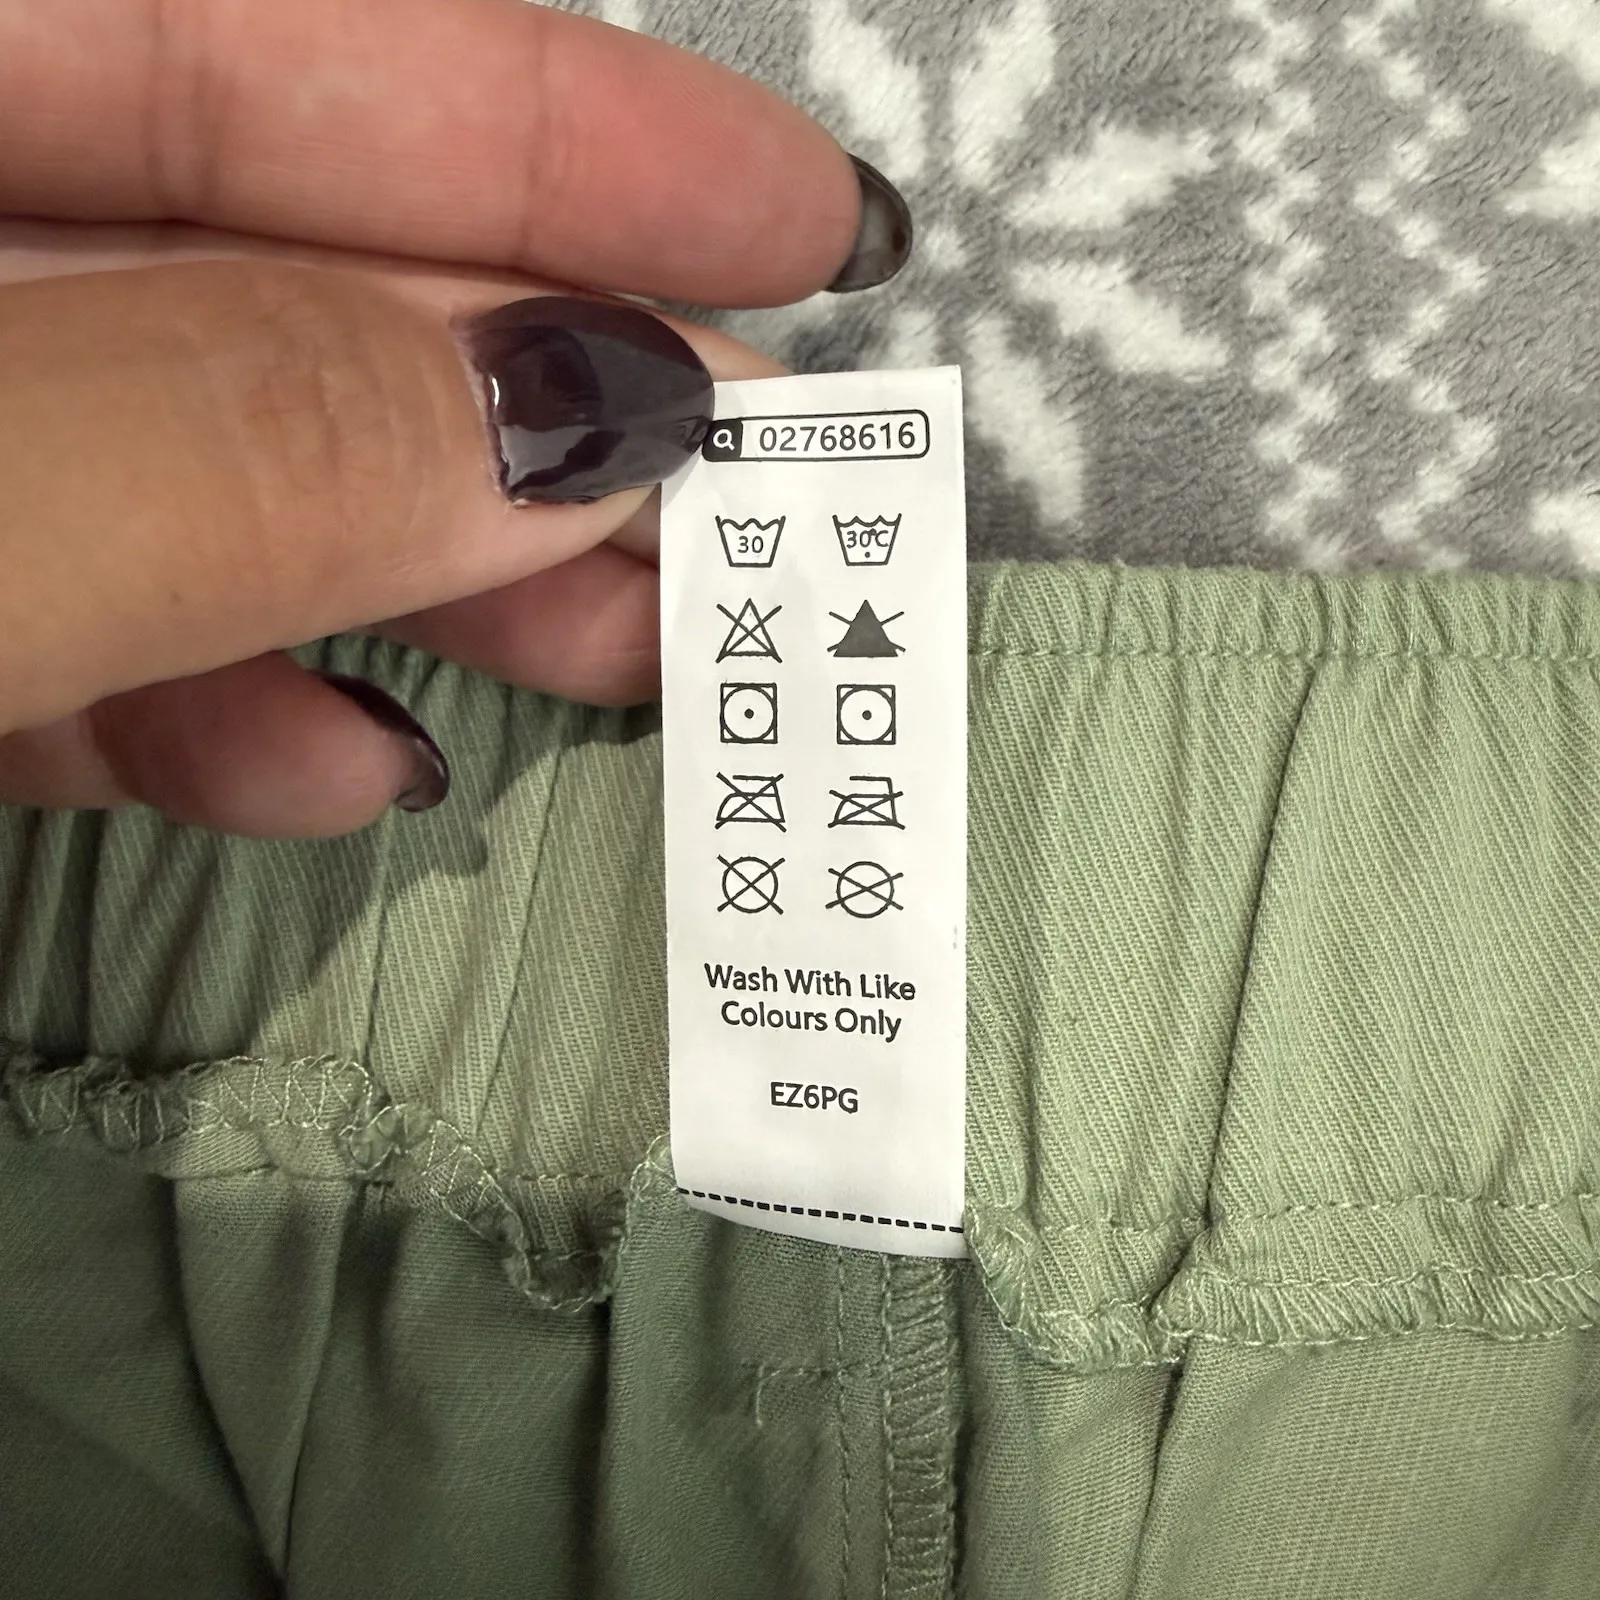 02768616
30 30°C
Wash With Like
Colours Only
EZ6PG